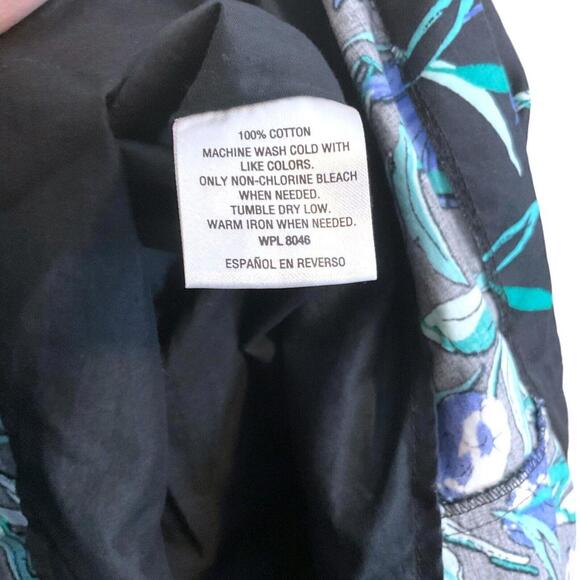 100% COTTON
MACHINE WASH COLD WITH
LIKE COLORS.
ONLY NON-CHLORINE BLEACH
WHEN NEEDED.
TUMBLE DRY LOW.
WARM IRON WHEN NEEDED.
WPL 8046
ESPAÑOL EN REVERSO